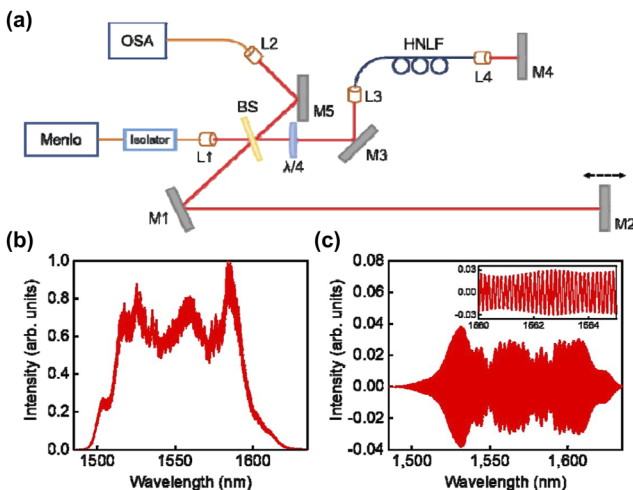 (a)
OSA
L2
HNLF
L4
M4
L3
BS
M5
Menlo
Isolator
L1
λ/4
M3
M1
M2
(b)
(c)
Intensity (arb. units)
1.0
0.8
0.6
0.4
0.2
0.0
1500
1550
1600
Wavelength (nm)
Intensity (arb. units)
0.08
0.06
0.04
0.02
0.00
-0.02
-0.04
1,500
1,550
1,600
Wavelength (nm)
0.03
0.00
-0.03
1660
1662
1664